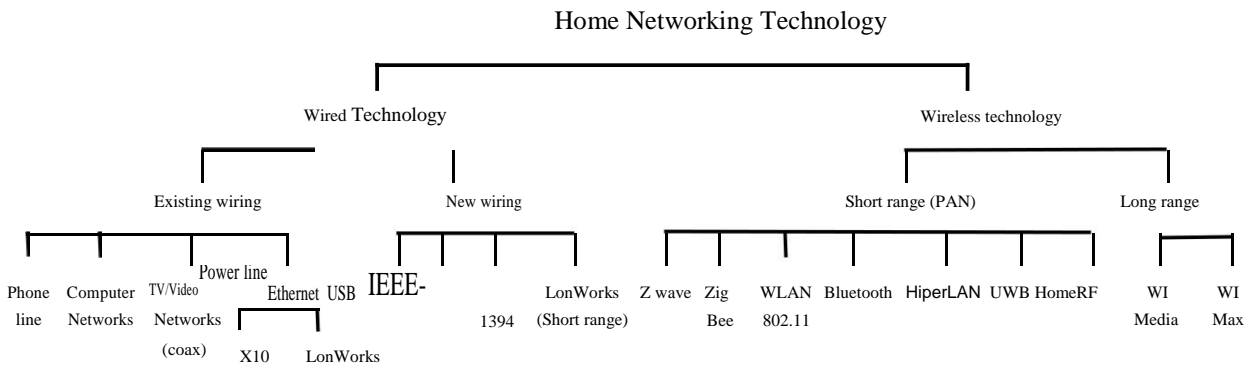 Home Networking Technology
Wired Technology
Wireless technology
Existing wiring
New wiring
Short range (PAN)
Long range
Phone
line
Computer
Networks
TV/Video
Networks
(coax)
Power line
X10
LonWorks
Ethernet
USB
IEEE-
1394
LonWorks
(Short range)
Z wave
Zig
Bee
WLAN
802.11
Bluetooth
HiperLAN
UWB
HomeRF
WI
Media
WI
Max